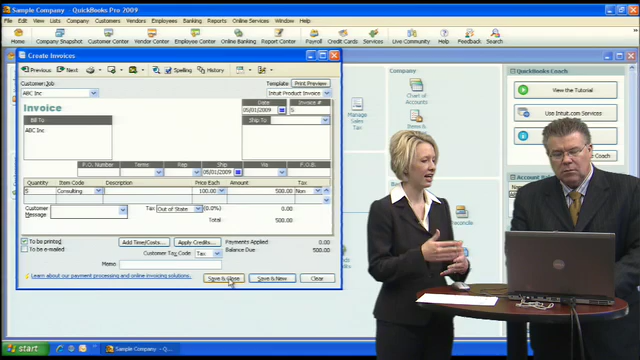 Sample Company - QuickBooks Pro 2009
File Edit View Lists Company Customers Vendors Employees Banking Reports Online Services Window Help
Home Company Snapshot Customer Center Vendor Center Employee Center Online Banking Report Center Payroll Credit Cards Services Live Community Help Feedback Search
Create Invoices
Previous Next Spelling History
Customer:Job Template Print Preview
ABC Inc Intuit Product Invoice
Invoice
Date Invoice #
05/01/2009 5
Bill To Ship To
ABC Inc
P.O. Number Terms Rep Ship Via F.O.B.
05/01/2009
Quantity Item Code Description Price Each Amount Tax
5 Consulting 100.00 500.00 Non
Customer Message
Tax Out of State (0.0%) 0.00
Total 500.00
To be printed
To be e-mailed
Add Time/Costs... Apply Credits... Payments Applied 0.00
Balance Due 500.00
Customer Tax Code Tax
Memo
Learn about our payment processing and online invoicing solutions.
Save & Close Save & New Clear
Manage Sales Tax
Company
Chart of Accounts
Items &
QuickBooks Coach
View the Tutorial
Use Intuit.com Services
Coach
Account
DELL
start Sample Company - Q...